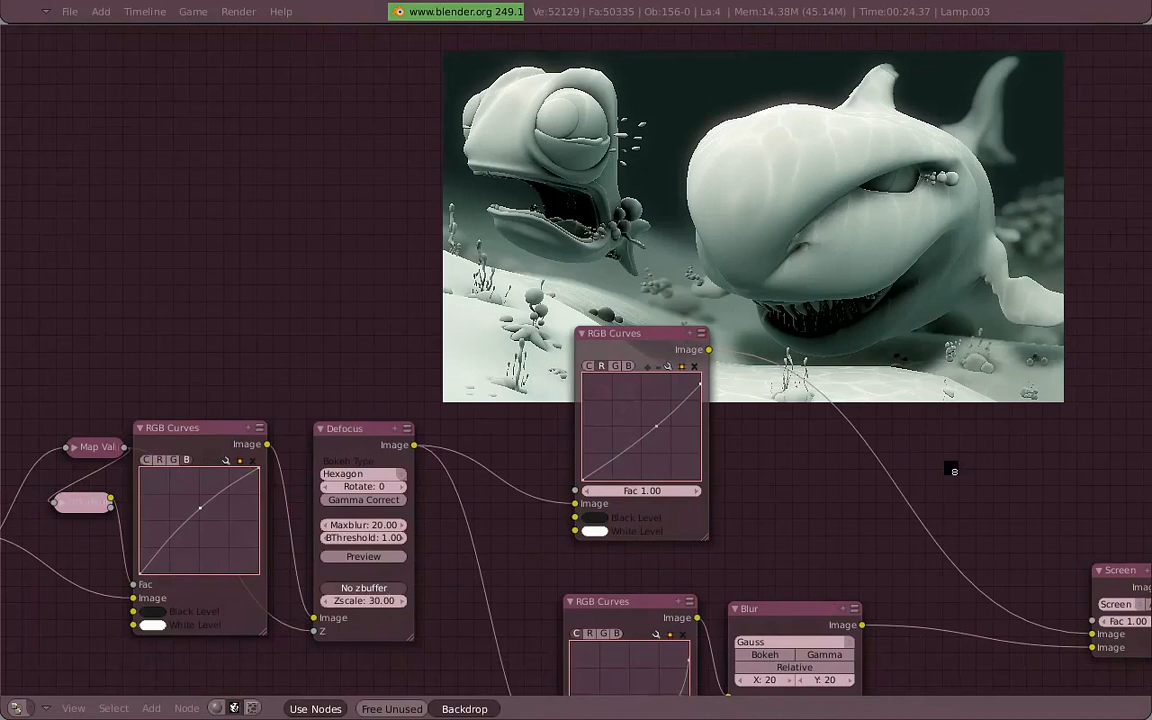 File Add Timeline Game Render Help www.blender.org 249.1 Ve:52129 | Fa:50335 | Ob:156-0 | La:4 | Mem:14.38M (45.14M) | Time:00:24.37 | Lamp.003
RGB Curves
Image
C R G B
Fac 1.00
Image
Black Level
White Level
Map Val
RGB Curves
Image
C R G B
Fac
Image
Black Level
White Level
Defocus
Image
Bokeh Type
Hexagon
Rotate: 0
Gamma Correct
Maxblur: 20.00
BThreshold: 1.00
Preview
No zbuffer
Zscale: 30.00
Image
Z
RGB Curves
Image
C R G B
Blur
Image
Gauss
Bokeh Gamma
Relative
X: 20 Y: 20
Screen
Screen
Fac 1.00
Image
Image
View Select Add Node Use Nodes Free Unused Backdrop